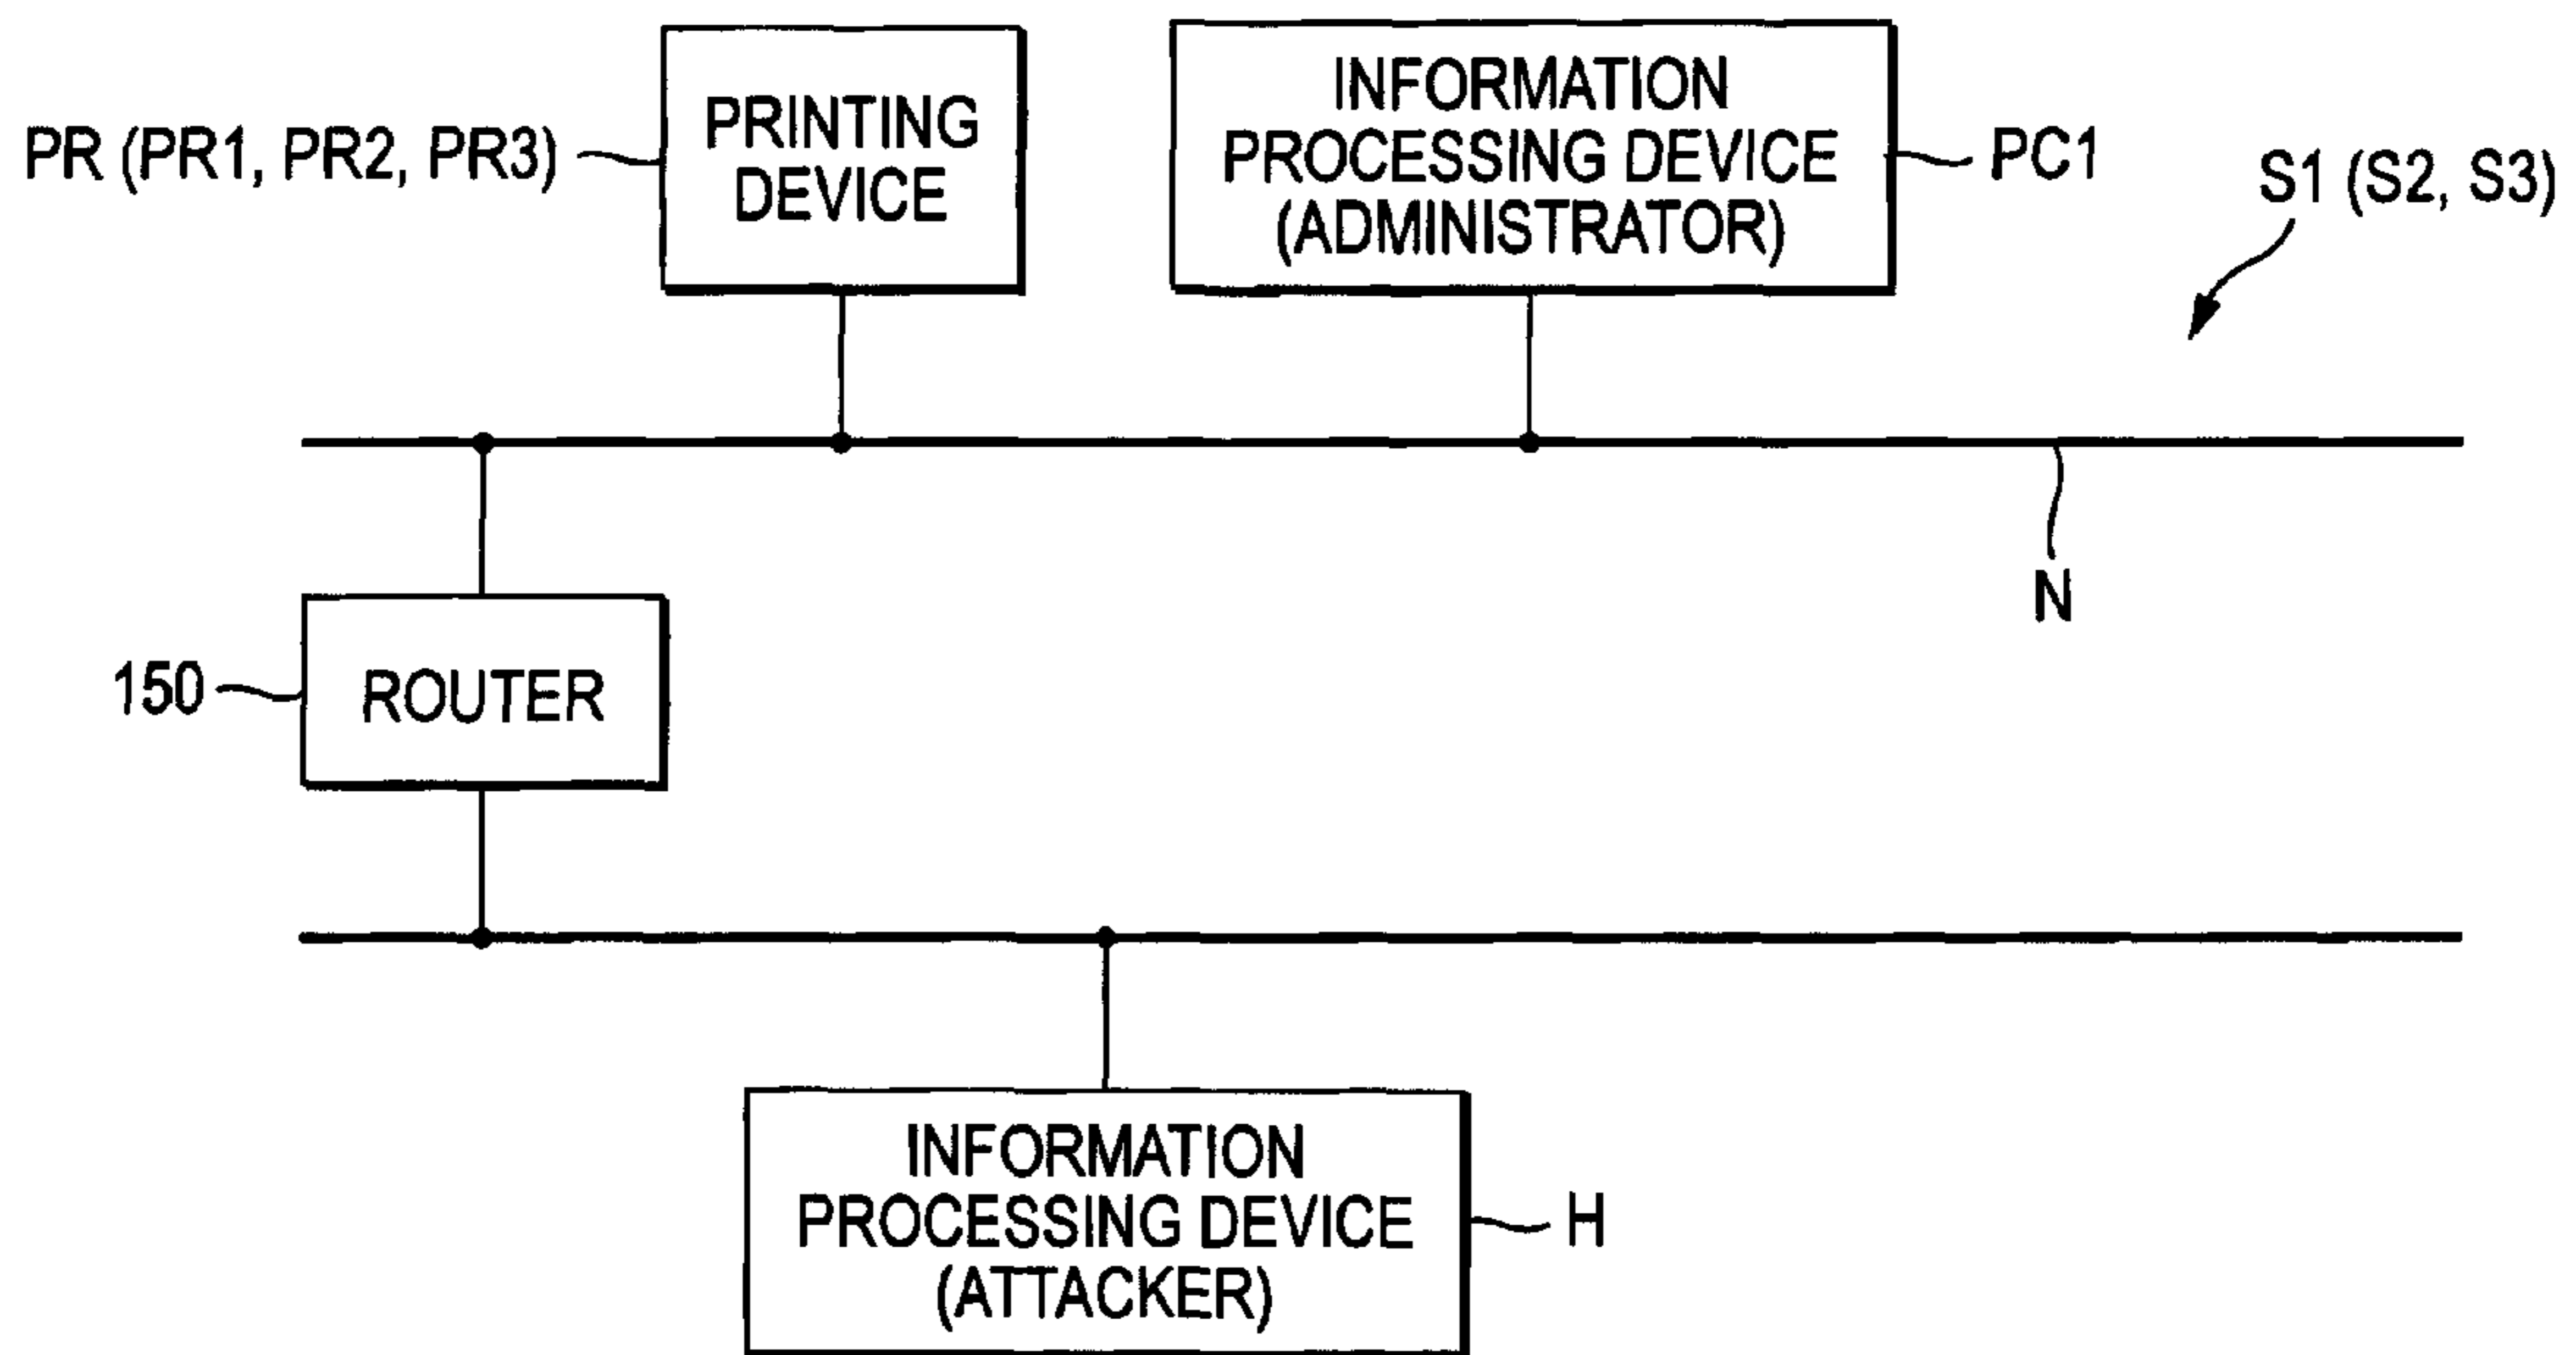 PR (PR1, PR2, PR3)
PRINTING
DEVICE
INFORMATION
PROCESSING DEVICE
(ADMINISTRATOR)
PC1
S1 (S2, S3)
N
150
ROUTER
INFORMATION
PROCESSING DEVICE
(ATTACKER)
H